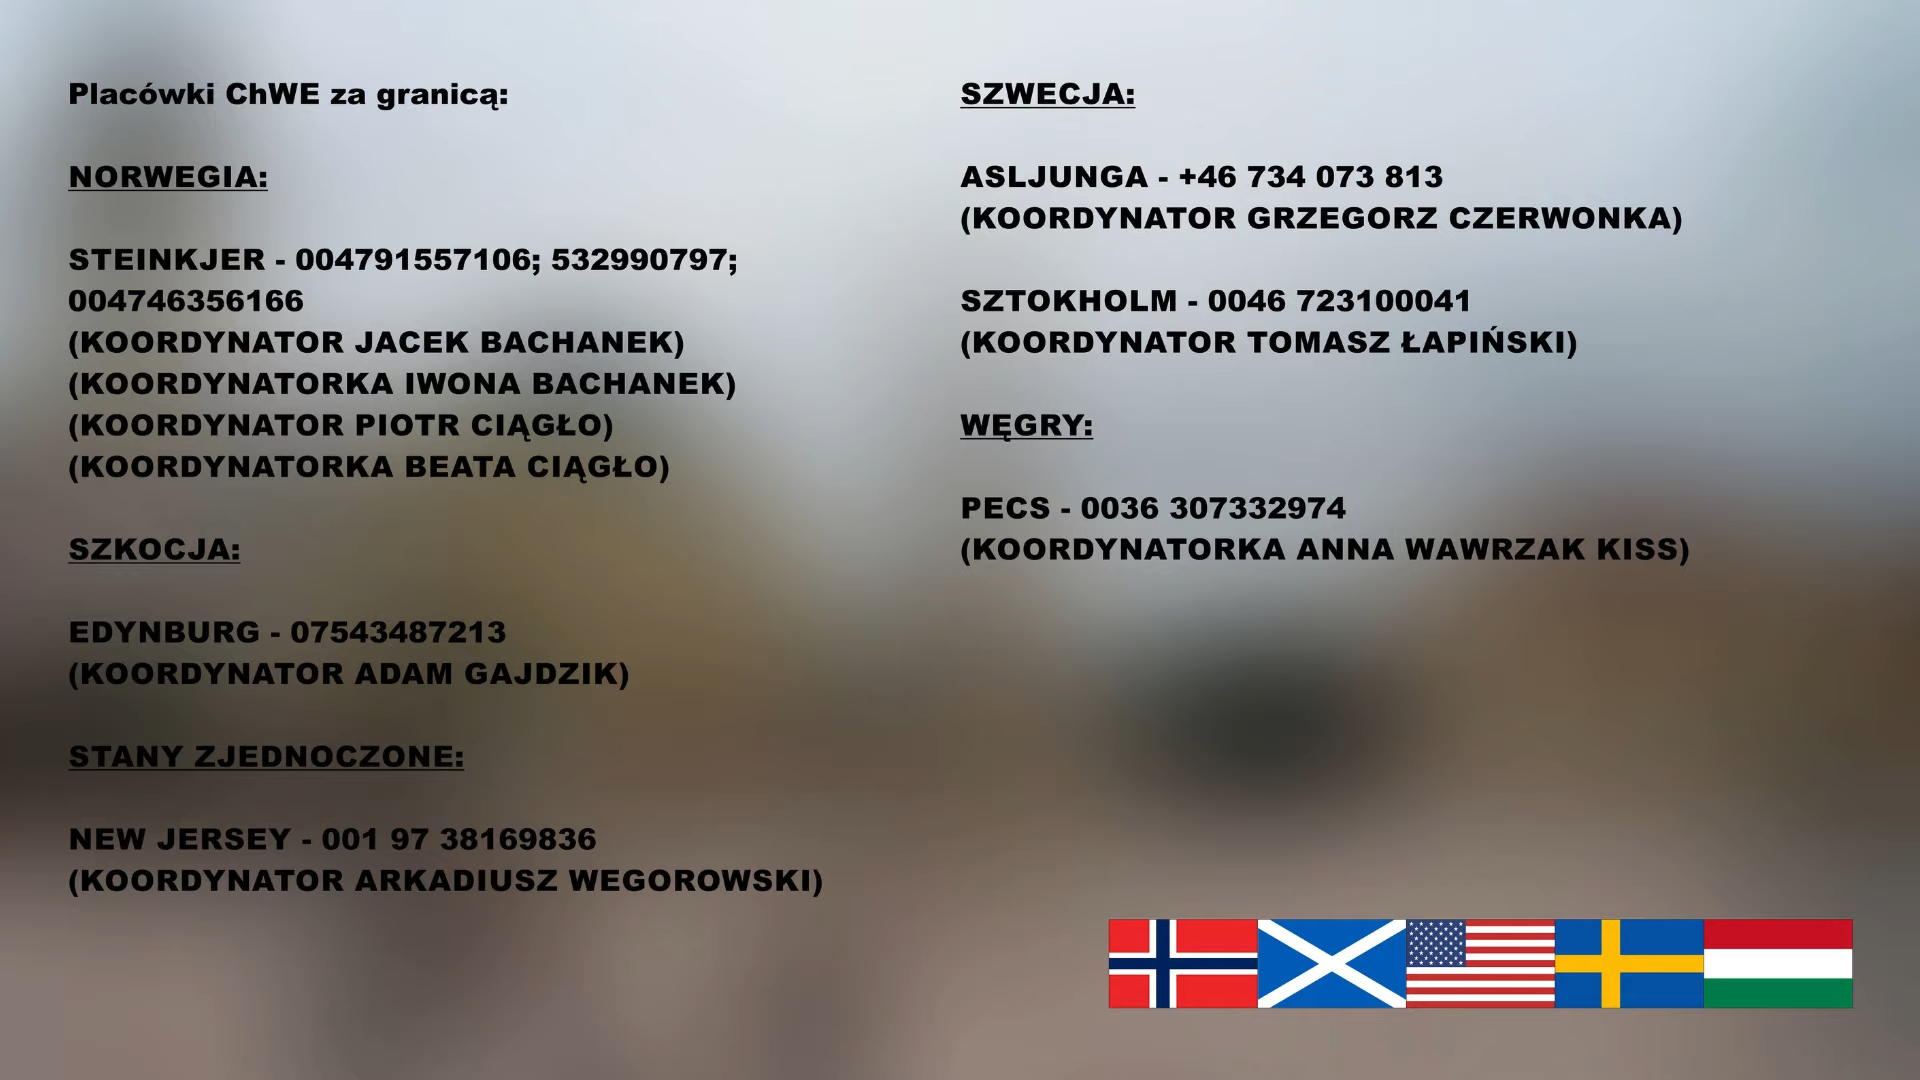 Placówki ChWE za granicą:
NORWEGIA:
STEINKJER - 004791557106; 532990797;
004746356166
(KOORDYNATOR JACEK BACHANEK)
(KOORDYNATORKA IWONA BACHANEK)
(KOORDYNATOR PIOTR CIĄGŁO)
(KOORDYNATORKA BEATA CIĄGŁO)
SZKOCJA:
EDYNBURG - 07543487213
(KOORDYNATOR ADAM GAJDZIK)
STANY ZJEDNOCZONE:
NEW JERSEY - 001 97 38169836
(KOORDYNATOR ARKADIUSZ WEGOROWSKI)
SZWECJA:
ASLJUNGA - +46 734 073 813
(KOORDYNATOR GRZEGORZ CZERWONKA)
SZTOKHOLM - 0046 723100041
(KOORDYNATOR TOMASZ ŁAPIŃSKI)
WĘGRY:
PECS - 0036 307332974
(KOORDYNATORKA ANNA WAWRZAK KISS)